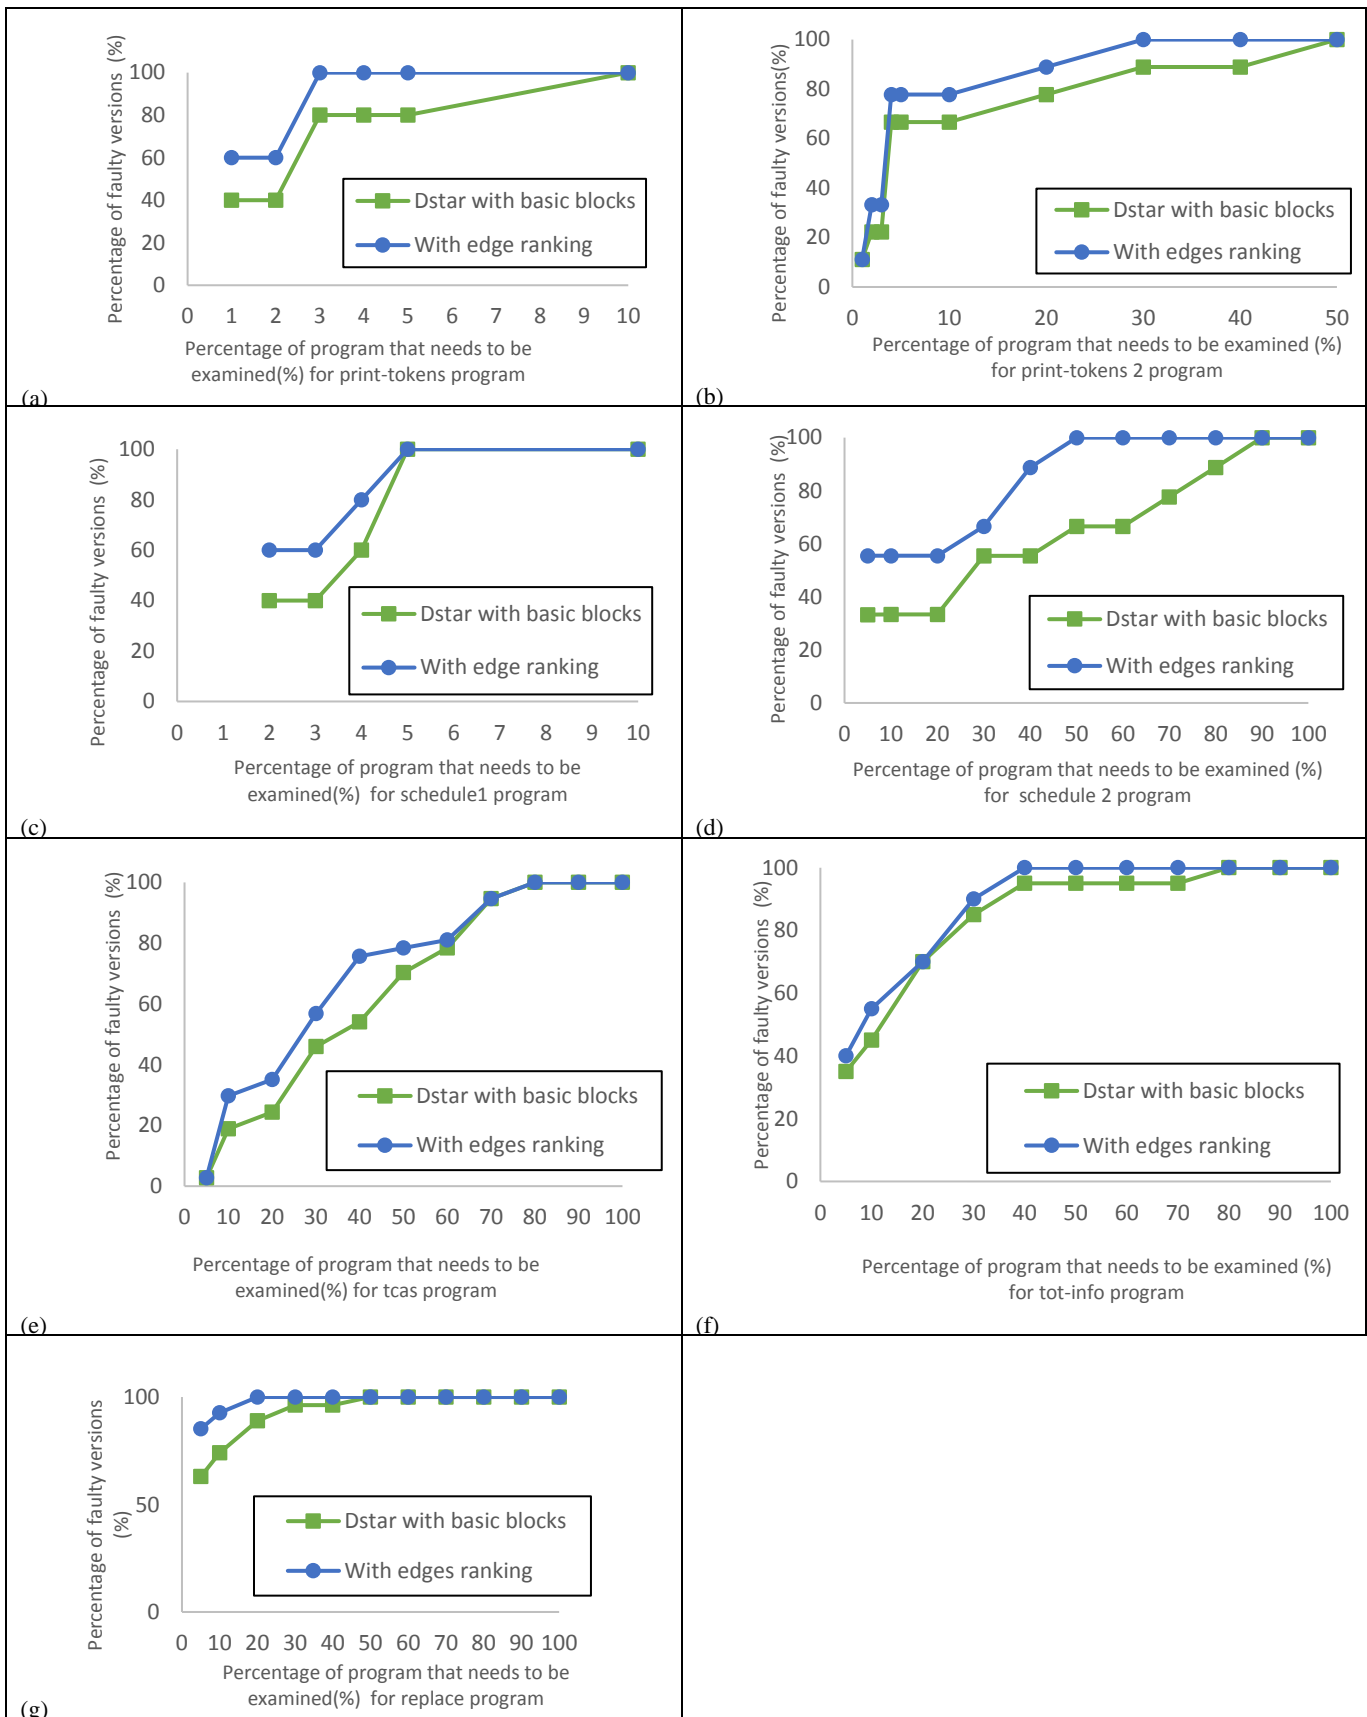 Percentage of faulty versions (%)
100
80
60
40
20
0
Dstar with basic blocks
With edge ranking
0 1 2 3 4 5 6 7 8 9 10
Percentage of program that needs to be
examined(%) for print-tokens program
(a)
Percentage of faulty versions(%)
100
80
60
40
20
0
Dstar with basic blocks
With edges ranking
0 10 20 30 40 50
Percentage of program that needs to be examined (%)
for print-tokens 2 program
(b)
Percentage of faulty versions (%)
100
80
60
40
20
0
Dstar with basic blocks
With edge ranking
0 1 2 3 4 5 6 7 8 9 10
Percentage of program that needs to be
examined(%) for schedule1 program
(c)
Percentage of faulty versions (%)
100
80
60
40
20
0
Dstar with basic blocks
With edges ranking
0 10 20 30 40 50 60 70 80 90 100
Percentage of program that needs to be examined (%)
for schedule 2 program
(d)
Percentage of faulty versions (%)
100
80
60
40
20
0
Dstar with basic blocks
With edges ranking
0 10 20 30 40 50 60 70 80 90 100
Percentage of program that needs to be
examined(%) for tcas program
(e)
Percentage of faulty versions (%)
100
80
60
40
20
0
Dstar with basic blocks
With edges ranking
0 10 20 30 40 50 60 70 80 90 100
Percentage of program that needs to be examined (%)
for tot-info program
(f)
Percentage of faulty versions
(%)
100
50
0
Dstar with basic blocks
With edges ranking
0 10 20 30 40 50 60 70 80 90 100
Percentage of program that needs to be
examined(%) for replace program
(g)